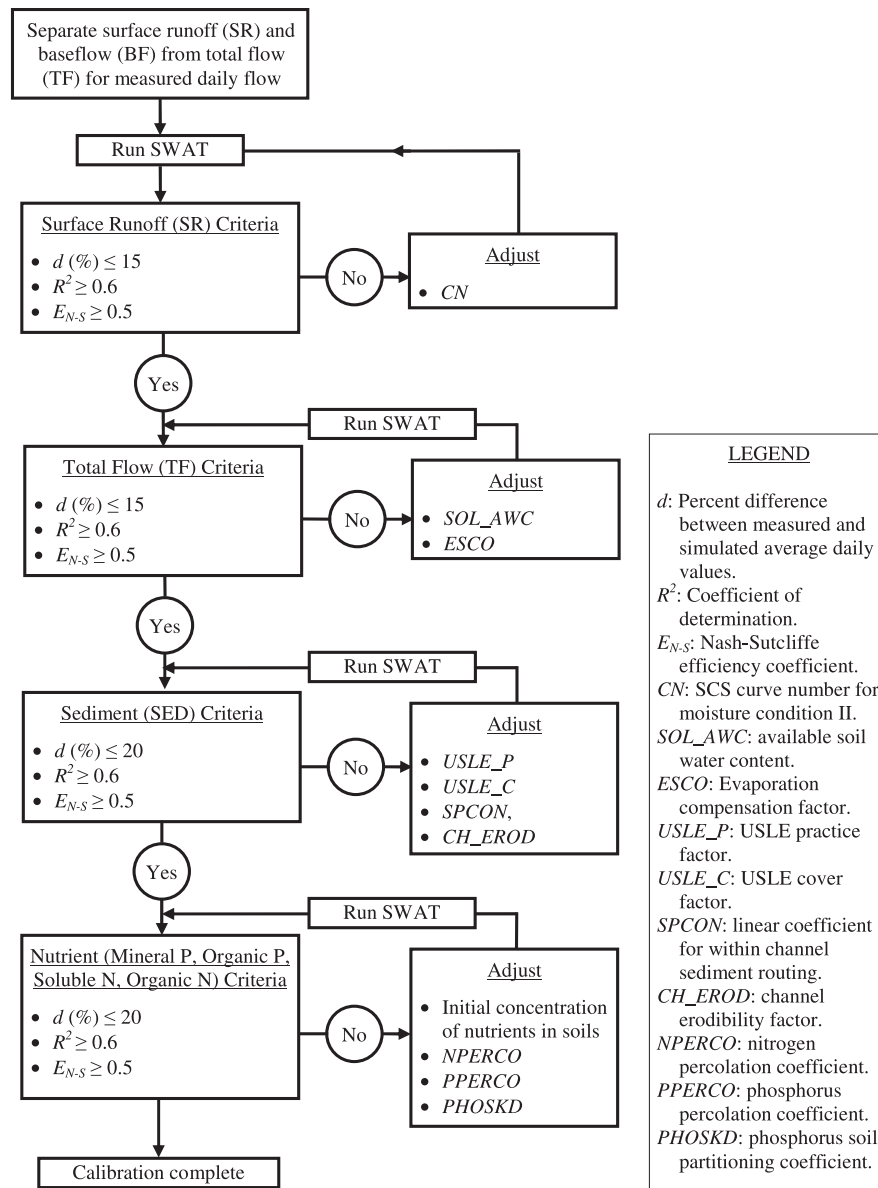 Separate surface runoff (SR) and
baseflow (BF) from total flow
(TF) for measured daily flow
Run SWAT
Surface Runoff (SR) Criteria
• d (%) ≤ 15
• R² ≥ 0.6
• E_N-S ≥ 0.5
No
Adjust
• CN
Yes
Run SWAT
Total Flow (TF) Criteria
• d (%) ≤ 15
• R² ≥ 0.6
• E_N-S ≥ 0.5
No
Adjust
• SOL_AWC
• ESCO
Yes
Run SWAT
Sediment (SED) Criteria
• d (%) ≤ 20
• R² ≥ 0.6
• E_N-S ≥ 0.5
No
Adjust
• USLE_P
• USLE_C
• SPCON,
• CH_EROD
Yes
Run SWAT
Nutrient (Mineral P, Organic P,
Soluble N, Organic N) Criteria
• d (%) ≤ 20
• R² ≥ 0.6
• E_N-S ≥ 0.5
No
Adjust
• Initial concentration
of nutrients in soils
• NPERCO
• PPERCO
• PHOSKD
Calibration complete
LEGEND
d: Percent difference
between measured and
simulated average daily
values.
R²: Coefficient of
determination.
E_N-S: Nash-Sutcliffe
efficiency coefficient.
CN: SCS curve number for
moisture condition II.
SOL_AWC: available soil
water content.
ESCO: Evaporation
compensation factor.
USLE_P: USLE practice
factor.
USLE_C: USLE cover
factor.
SPCON: linear coefficient
for within channel
sediment routing.
CH_EROD: channel
erodibility factor.
NPERCO: nitrogen
percolation coefficient.
PPERCO: phosphorus
percolation coefficient.
PHOSKD: phosphorus soil
partitioning coefficient.